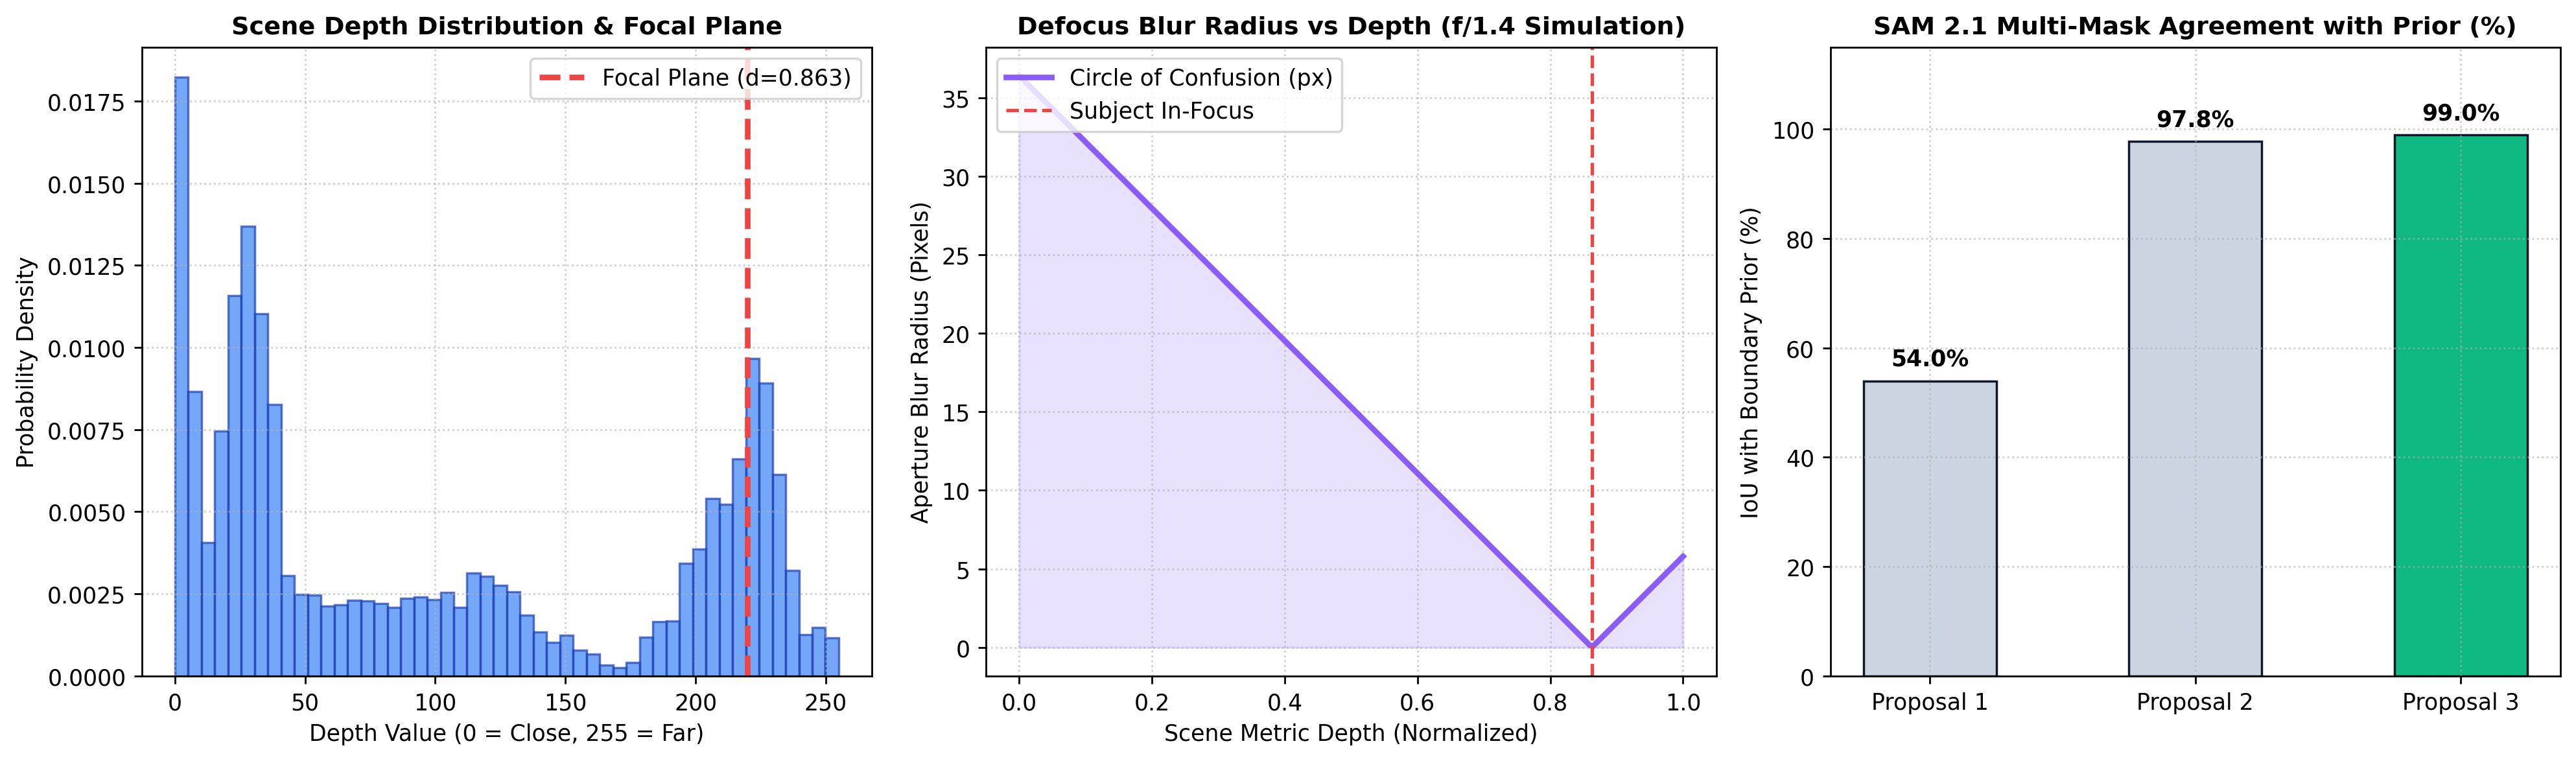 Scene Depth Distribution & Focal Plane
Focal Plane (d=0.863)
0.0175
0.0150
0.0125
0.0100
0.0075
0.0050
0.0025
0.0000
Probability Density
0 50 100 150 200 250
Depth Value (0 = Close, 255 = Far)
Defocus Blur Radius vs Depth (f/1.4 Simulation)
Circle of Confusion (px)
Subject In-Focus
35
30
25
20
15
10
5
0
Aperture Blur Radius (Pixels)
0.0 0.2 0.4 0.6 0.8 1.0
Scene Metric Depth (Normalized)
SAM 2.1 Multi-Mask Agreement with Prior (%)
100
80
60
40
20
0
IoU with Boundary Prior (%)
54.0%
97.8%
99.0%
Proposal 1 Proposal 2 Proposal 3